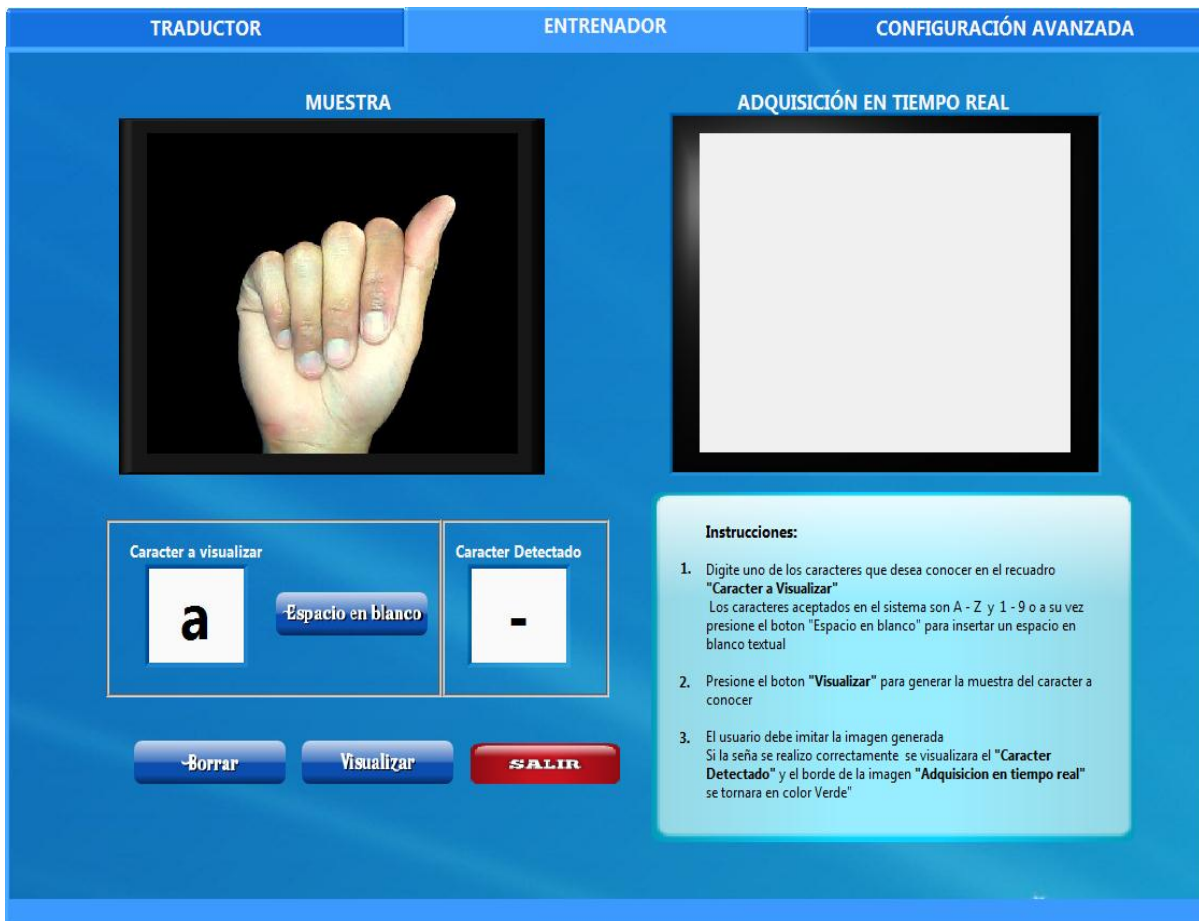 TRADUCTOR
ENTRENADOR
CONFIGURACIÓN AVANZADA
MUESTRA
ADQUISICIÓN EN TIEMPO REAL
Caracter a visualizar
a
Espacio en blanco
Caracter Detectado
-
Borrar
Visualizar
SALIR
Instrucciones:
1. Digite uno de los caracteres que desea conocer en el recuadro
"Caracter a Visualizar"
Los caracteres aceptados en el sistema son A - Z y 1 - 9 o a su vez
presione el boton "Espacio en blanco" para insertar un espacio en
blanco textual
2. Presione el boton "Visualizar" para generar la muestra del caracter a
conocer
3. El usuario debe imitar la imagen generada
Si la seña se realizo correctamente se visualizara el "Caracter
Detectado" y el borde de la imagen "Adquisicion en tiempo real"
se tornara en color Verde"